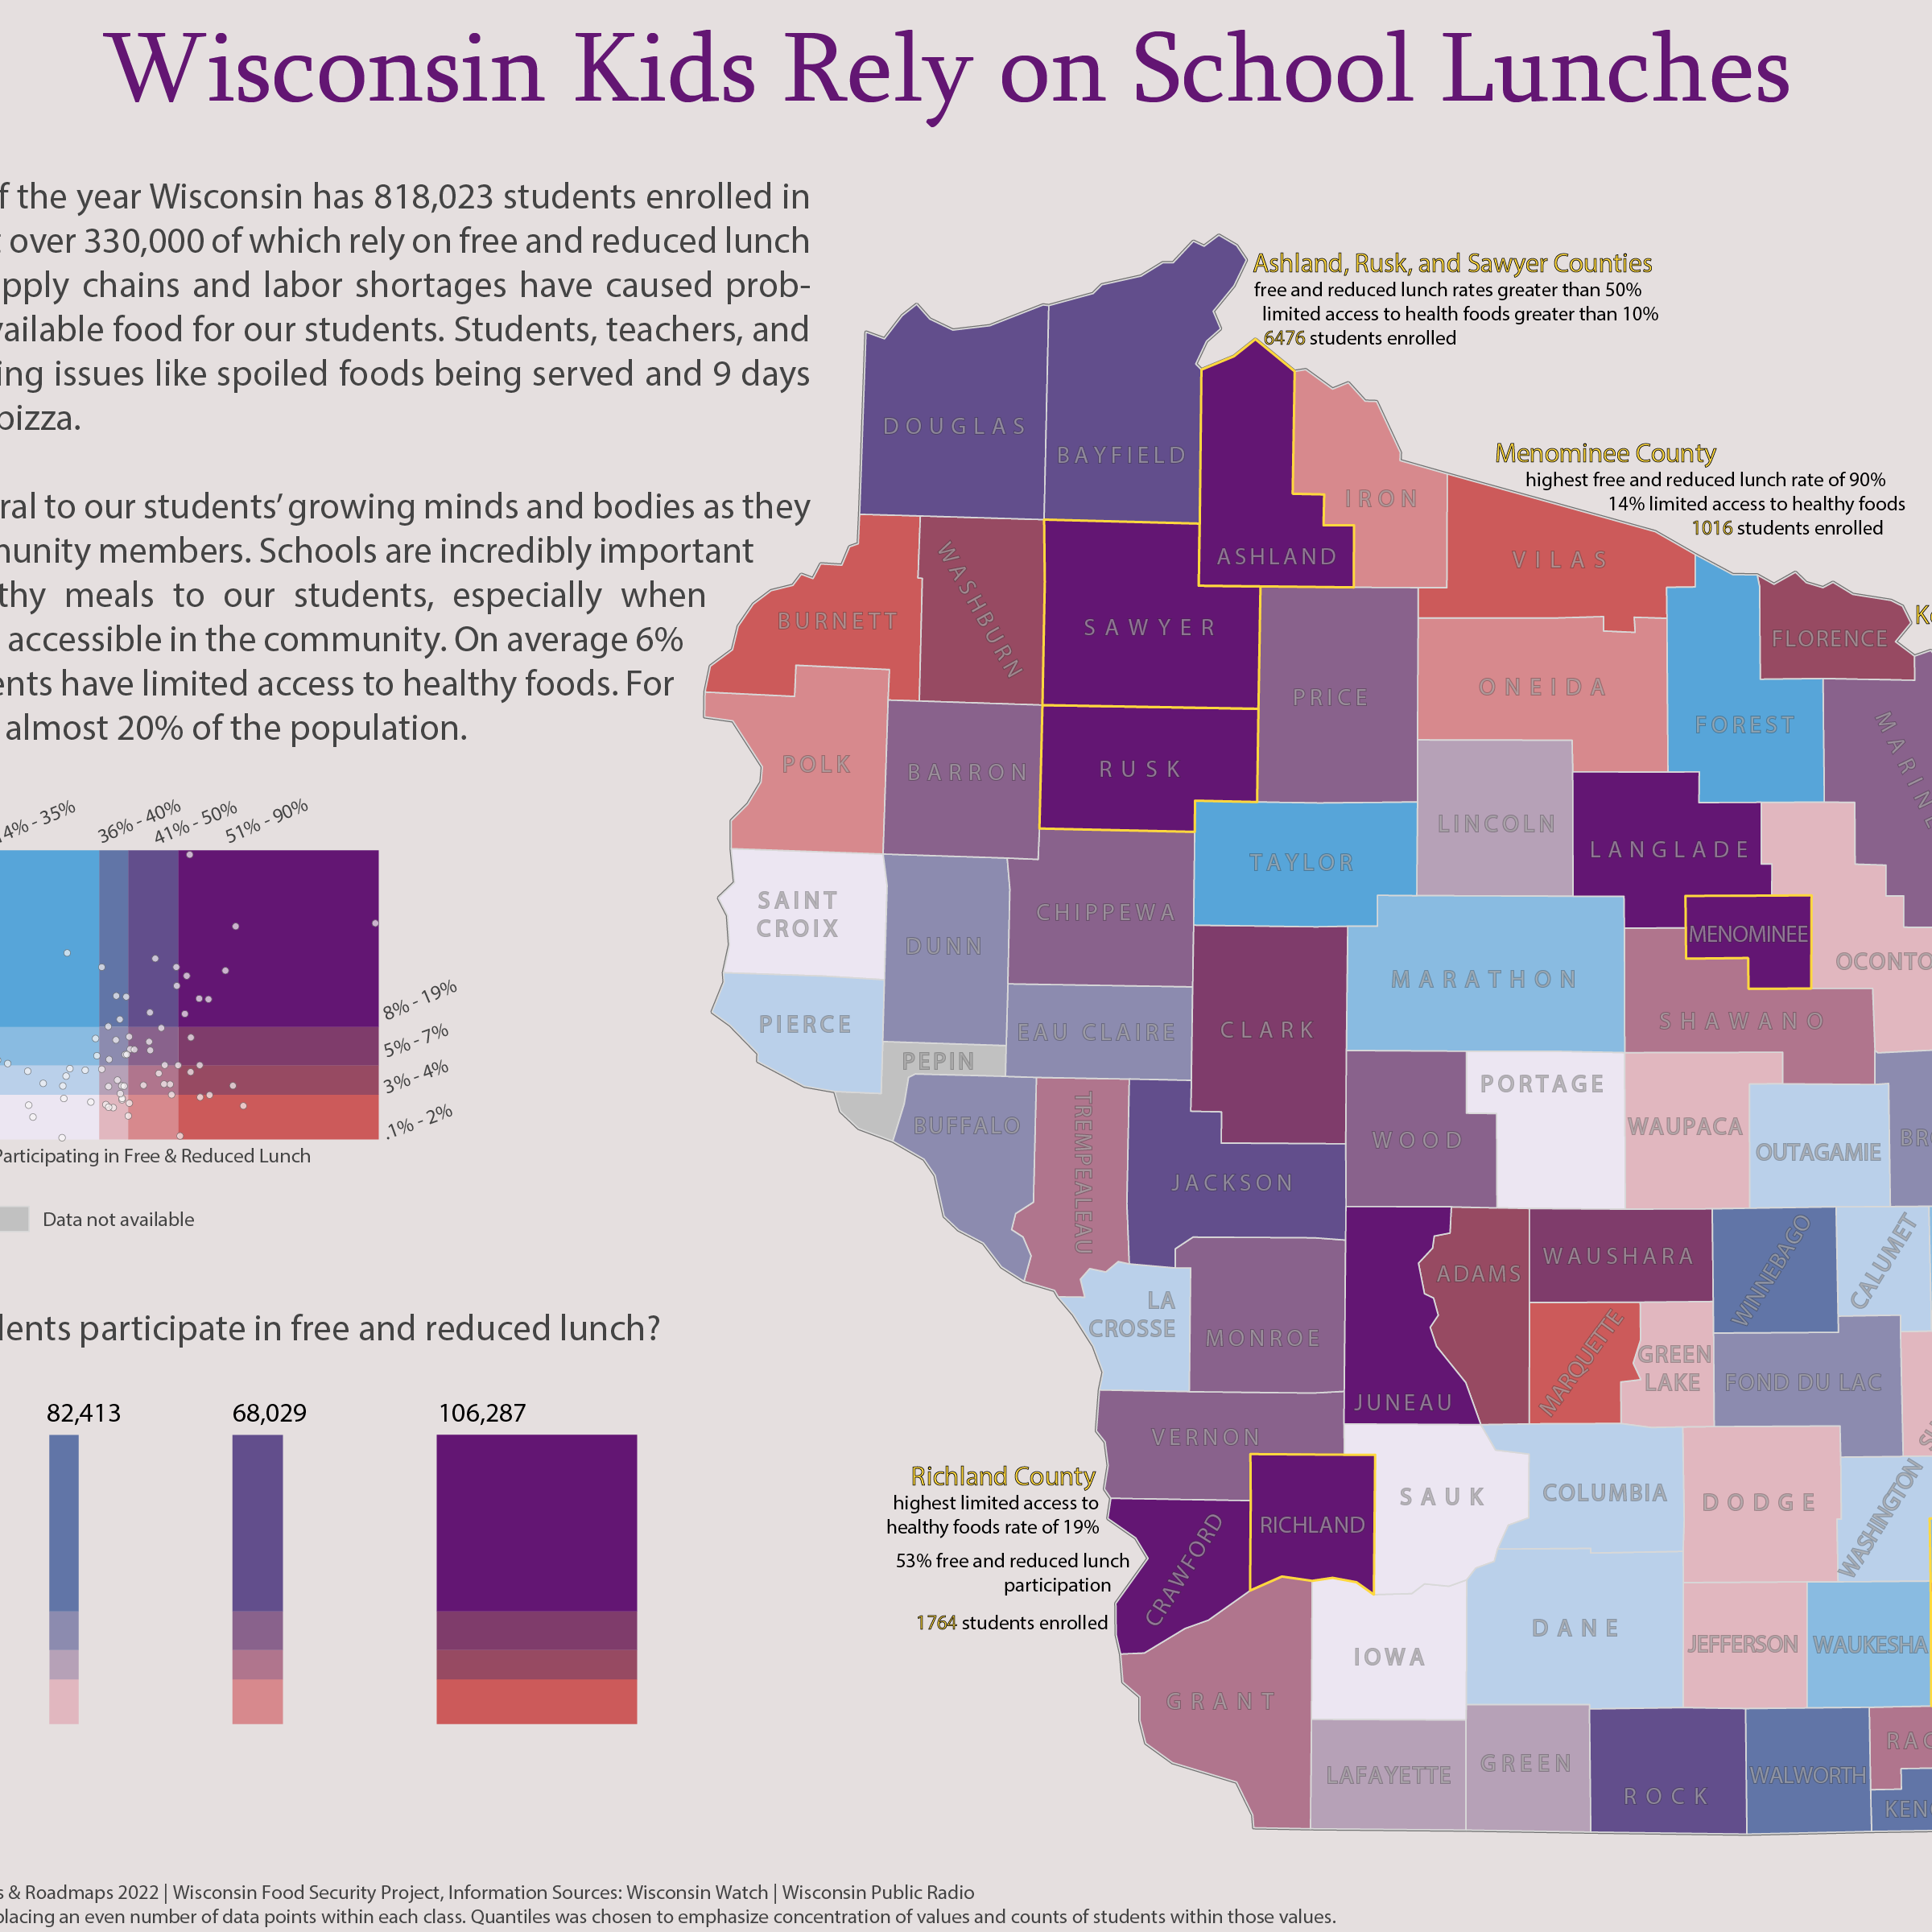 Wisconsin Kids Rely on School Lunches
f the year Wisconsin has 818,023 students enrolled in
over 330,000 of which rely on free and reduced lunch
pply chains and labor shortages have caused prob-
ailable food for our students. Students, teachers, and
ing issues like spoiled foods being served and 9 days
pizza.
ral to our students' growing minds and bodies as they
unity members. Schools are incredibly important
thy meals to our students, especially when
accessible in the community. On average 6%
ents have limited access to healthy foods. For
almost 20% of the population.
14% - 35%
36% - 40%
41% - 50%
51% - 90%
8% - 19%
5% - 7%
3% - 4%
.1% - 2%
Participating in Free & Reduced Lunch
Data not available
dents participate in free and reduced lunch?
82,413
68,029
106,287
Ashland, Rusk, and Sawyer Counties
free and reduced lunch rates greater than 50%
limited access to health foods greater than 10%
6476 students enrolled
Menominee County
highest free and reduced lunch rate of 90%
14% limited access to healthy foods
1016 students enrolled
Richland County
highest limited access to
healthy foods rate of 19%
53% free and reduced lunch
participation
1764 students enrolled
DOUGLAS
BAYFIELD
ASHLAND
IRON
VILAS
BURNETT
WASHBURN
SAWYER
PRICE
ONEIDA
FOREST
FLORENCE
MARINE
POLK
BARRON
RUSK
TAYLOR
LINCOLN
LANGLADE
MENOMINEE
OCONTO
SAINT
CROIX
DUNN
CHIPPEWA
MARATHON
SHAWANO
PIERCE
PEPIN
EAU CLAIRE
CLARK
BUFFALO
TREMPEALEAU
JACKSON
WOOD
PORTAGE
WAUPACA
OUTAGAMIE
BR
LA
CROSSE
MONROE
JUNEAU
ADAMS
WAUSHARA
MARQUETTE
GREEN
LAKE
WINNEBAGO
CALUMET
FOND DU LAC
VERNON
CRAWFORD
RICHLAND
SAUK
COLUMBIA
DODGE
WASHINGTON
GRANT
IOWA
DANE
JEFFERSON
WAUKESHA
LAFAYETTE
GREEN
ROCK
WALWORTH
RAC
KEN
s & Roadmaps 2022 | Wisconsin Food Security Project, Information Sources: Wisconsin Watch | Wisconsin Public Radio
placing an even number of data points within each class. Quantiles was chosen to emphasize concentration of values and counts of students within those values.